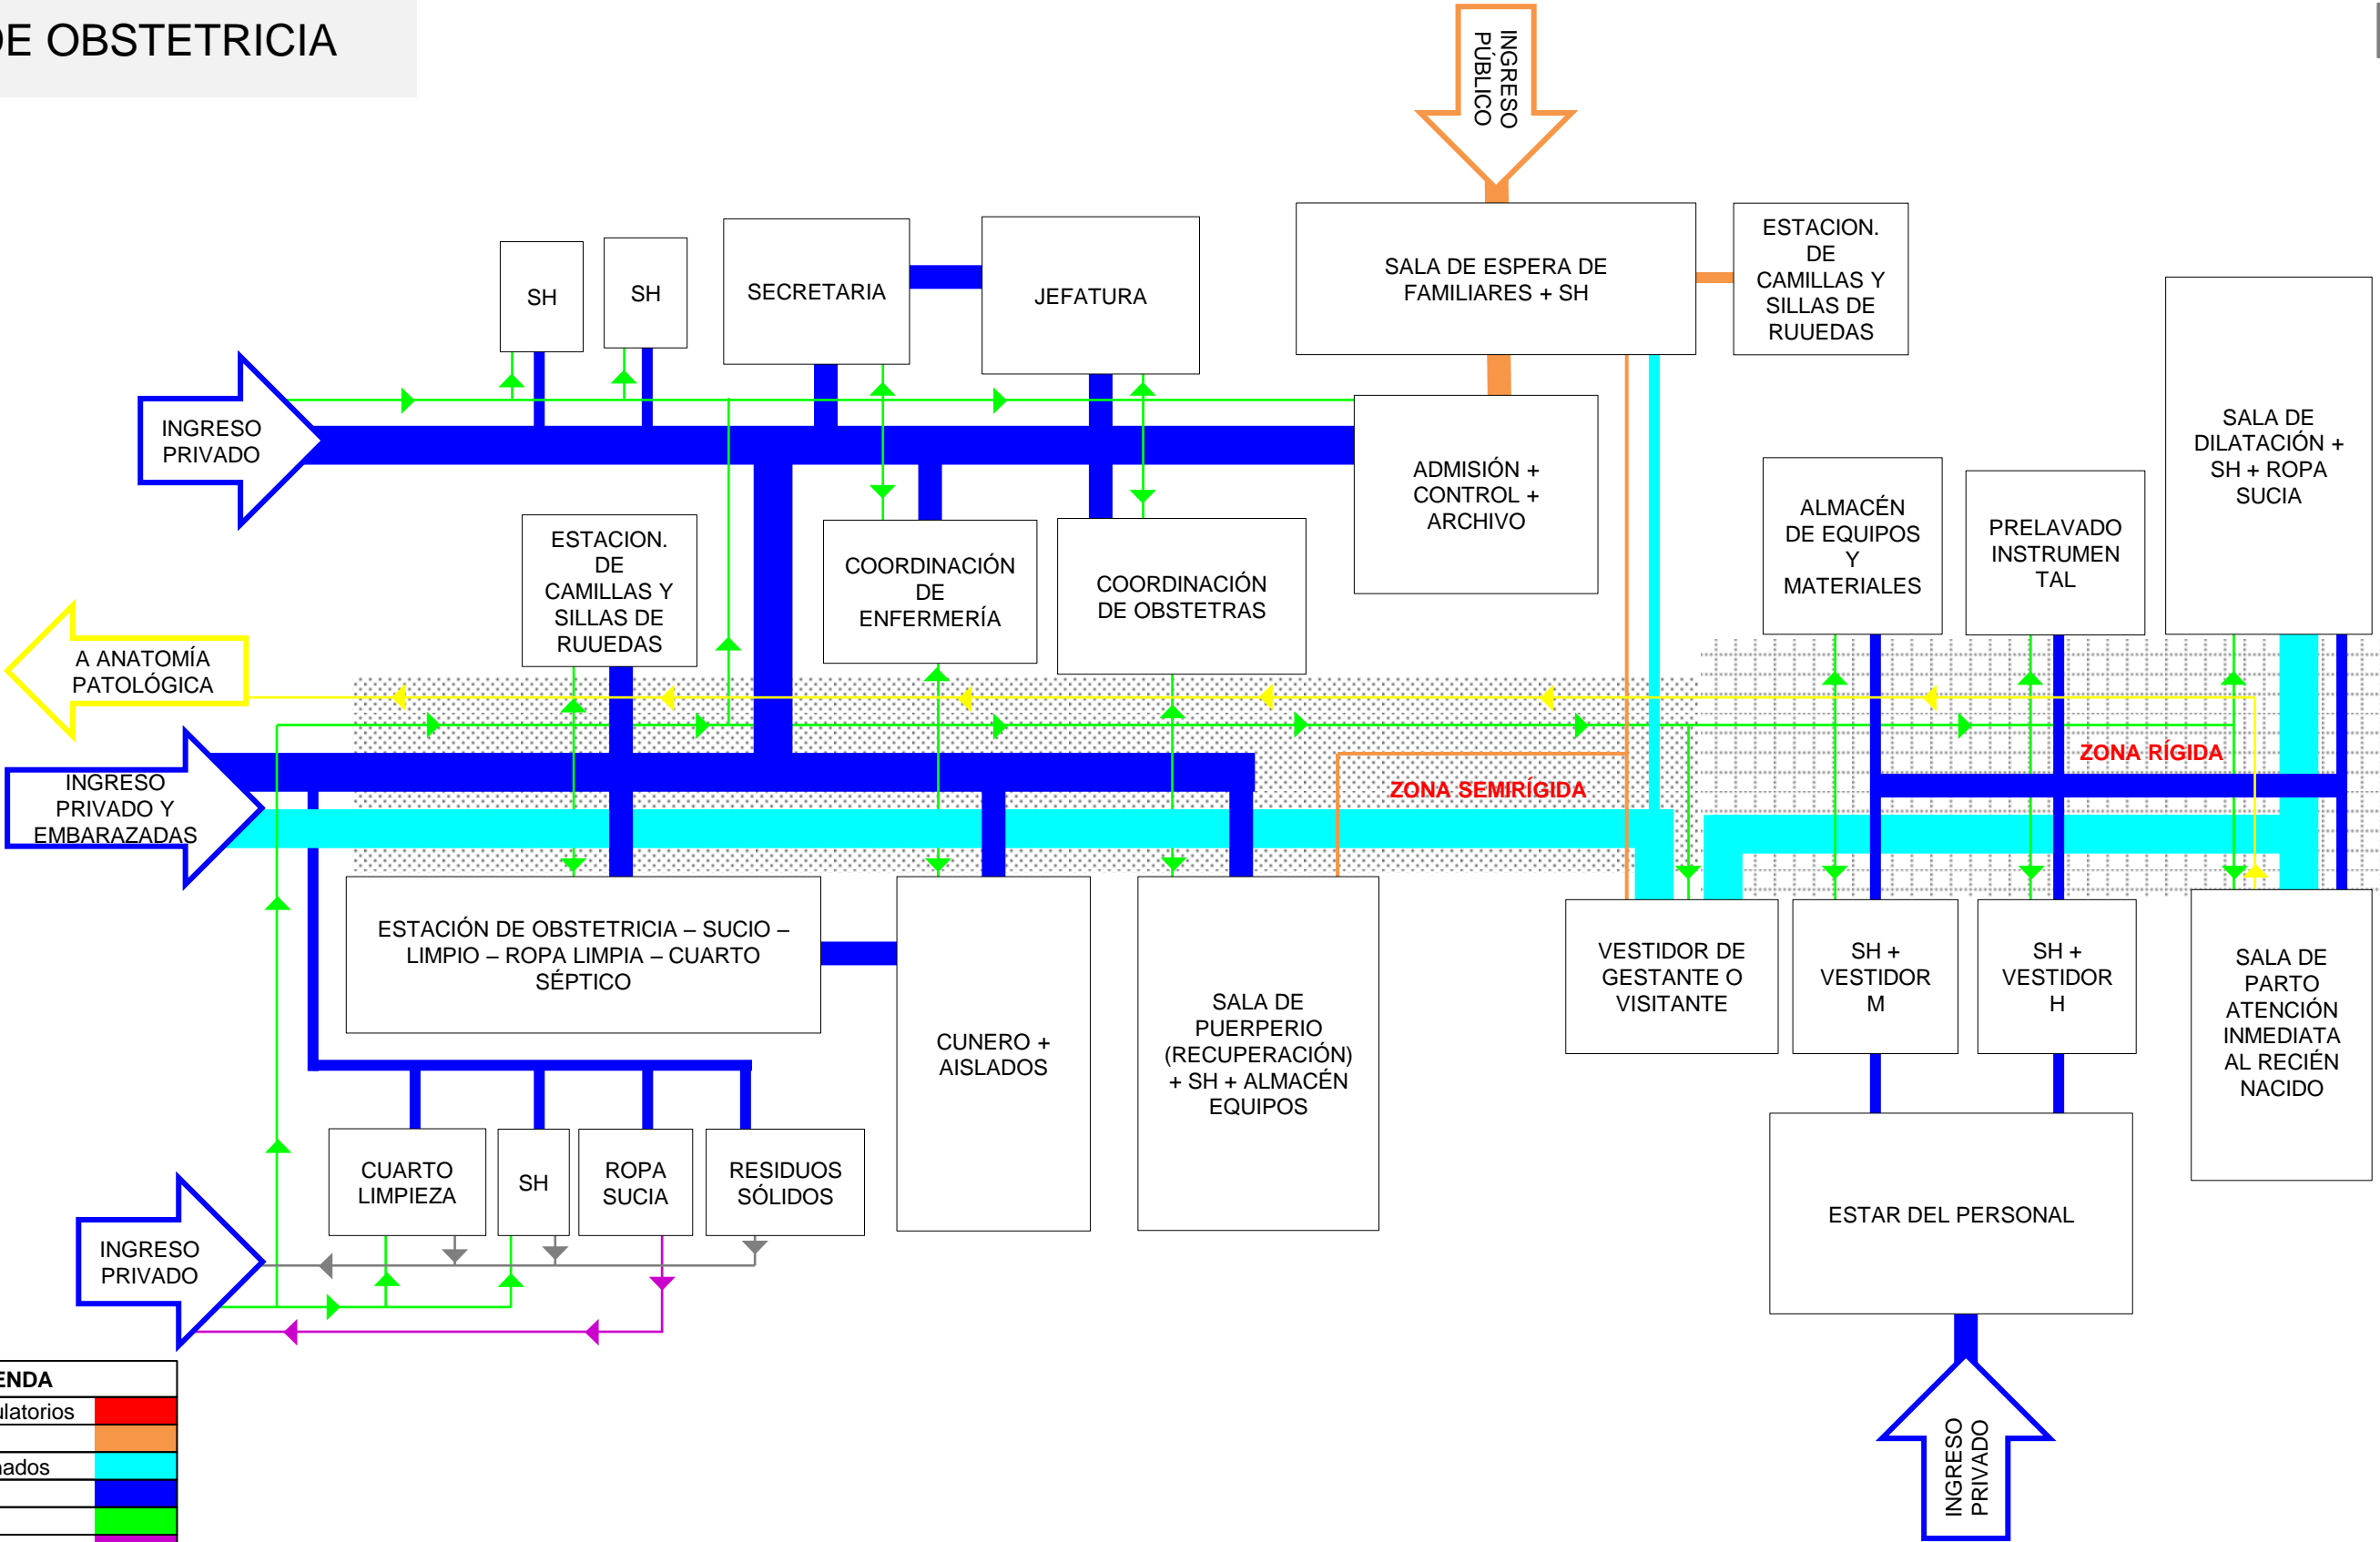 DE OBSTETRICIA
INGRESO
PÚBLICO
SH
SH
SECRETARIA
JEFATURA
SALA DE ESPERA DE
FAMILIARES + SH
ESTACION.
DE
CAMILLAS Y
SILLAS DE
RUUEDAS
SALA DE
DILATACIÓN +
SH + ROPA
SUCIA
INGRESO
PRIVADO
ADMISIÓN +
CONTROL +
ARCHIVO
ALMACÉN
DE EQUIPOS
Y
MATERIALES
PRELAVADO
INSTRUMEN
TAL
ESTACION.
DE
CAMILLAS Y
SILLAS DE
RUUEDAS
COORDINACIÓN
DE
ENFERMERÍA
COORDINACIÓN
DE OBSTETRAS
A ANATOMÍA
PATOLÓGICA
ZONA RÍGIDA
INGRESO
PRIVADO Y
EMBARAZADAS
ZONA SEMIRÍGIDA
ESTACIÓN DE OBSTETRICIA – SUCIO –
LIMPIO – ROPA LIMPIA – CUARTO
SÉPTICO
CUNERO +
AISLADOS
SALA DE
PUERPERIO
(RECUPERACIÓN)
+ SH + ALMACÉN
EQUIPOS
VESTIDOR DE
GESTANTE O
VISITANTE
SH +
VESTIDOR
M
SH +
VESTIDOR
H
SALA DE
PARTO
ATENCIÓN
INMEDIATA
AL RECIÉN
NACIDO
CUARTO
LIMPIEZA
SH
ROPA
SUCIA
RESIDUOS
SÓLIDOS
ESTAR DEL PERSONAL
INGRESO
PRIVADO
INGRESO
PRIVADO
ENDA
ulatorios
nados